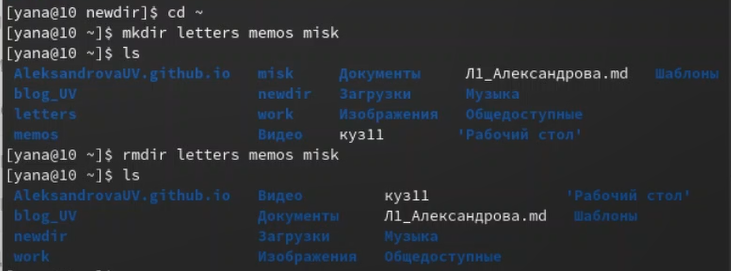 [yana@10 newdir]$ cd ~
[yana@10 ~]$ mkdir letters memos misk
[yana@10 ~]$ ls
AleksandrovaUV.github.io misk Документы Л1_Александрова.md Шаблоны
blog_UV newdir Загрузки Музыка
letters work Изображения Общедоступные
memos Видео куз11 'Рабочий стол'
[yana@10 ~]$ rmdir letters memos misk
[yana@10 ~]$ ls
AleksandrovaUV.github.io Видео куз11 'Рабочий стол'
blog_UV Документы Л1_Александрова.md Шаблоны
newdir Загрузки Музыка
work Изображения Общедоступные